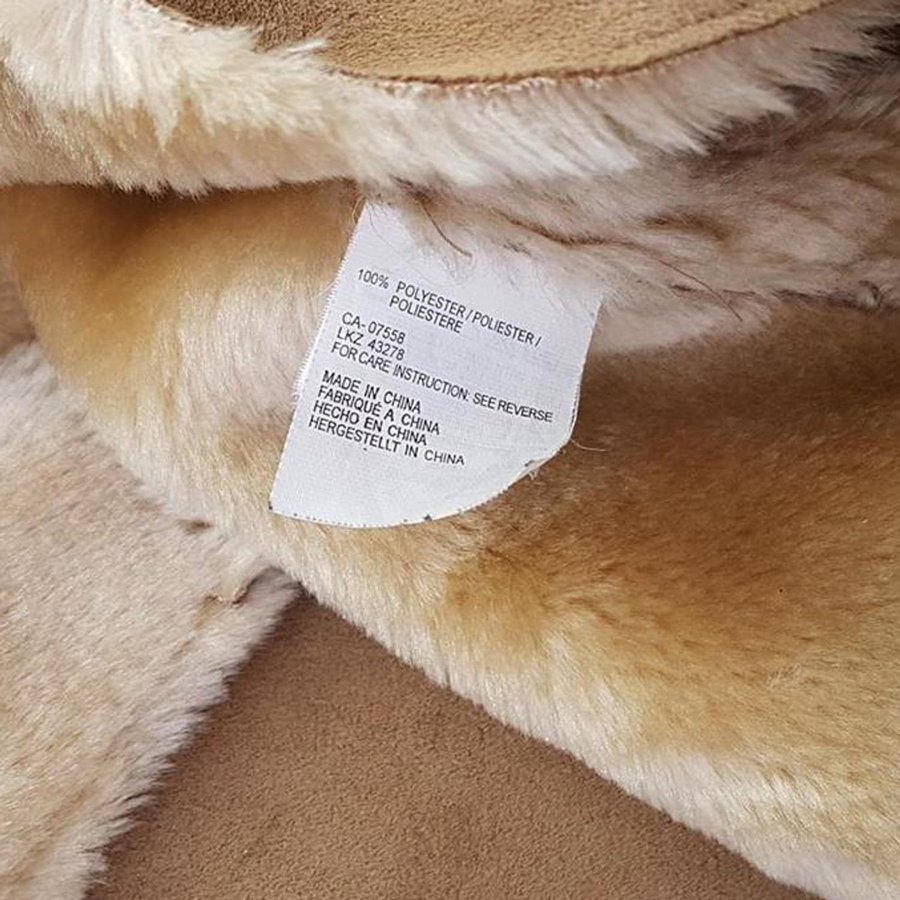 100% POLYESTER / POLIESTER /
POLIESTERE
CA- 07558
LKZ 43278
FOR CARE INSTRUCTION: SEE REVERSE
MADE IN CHINA
FABRIQUÉ A CHINA
HECHO EN CHINA
HERGESTELLT IN CHINA